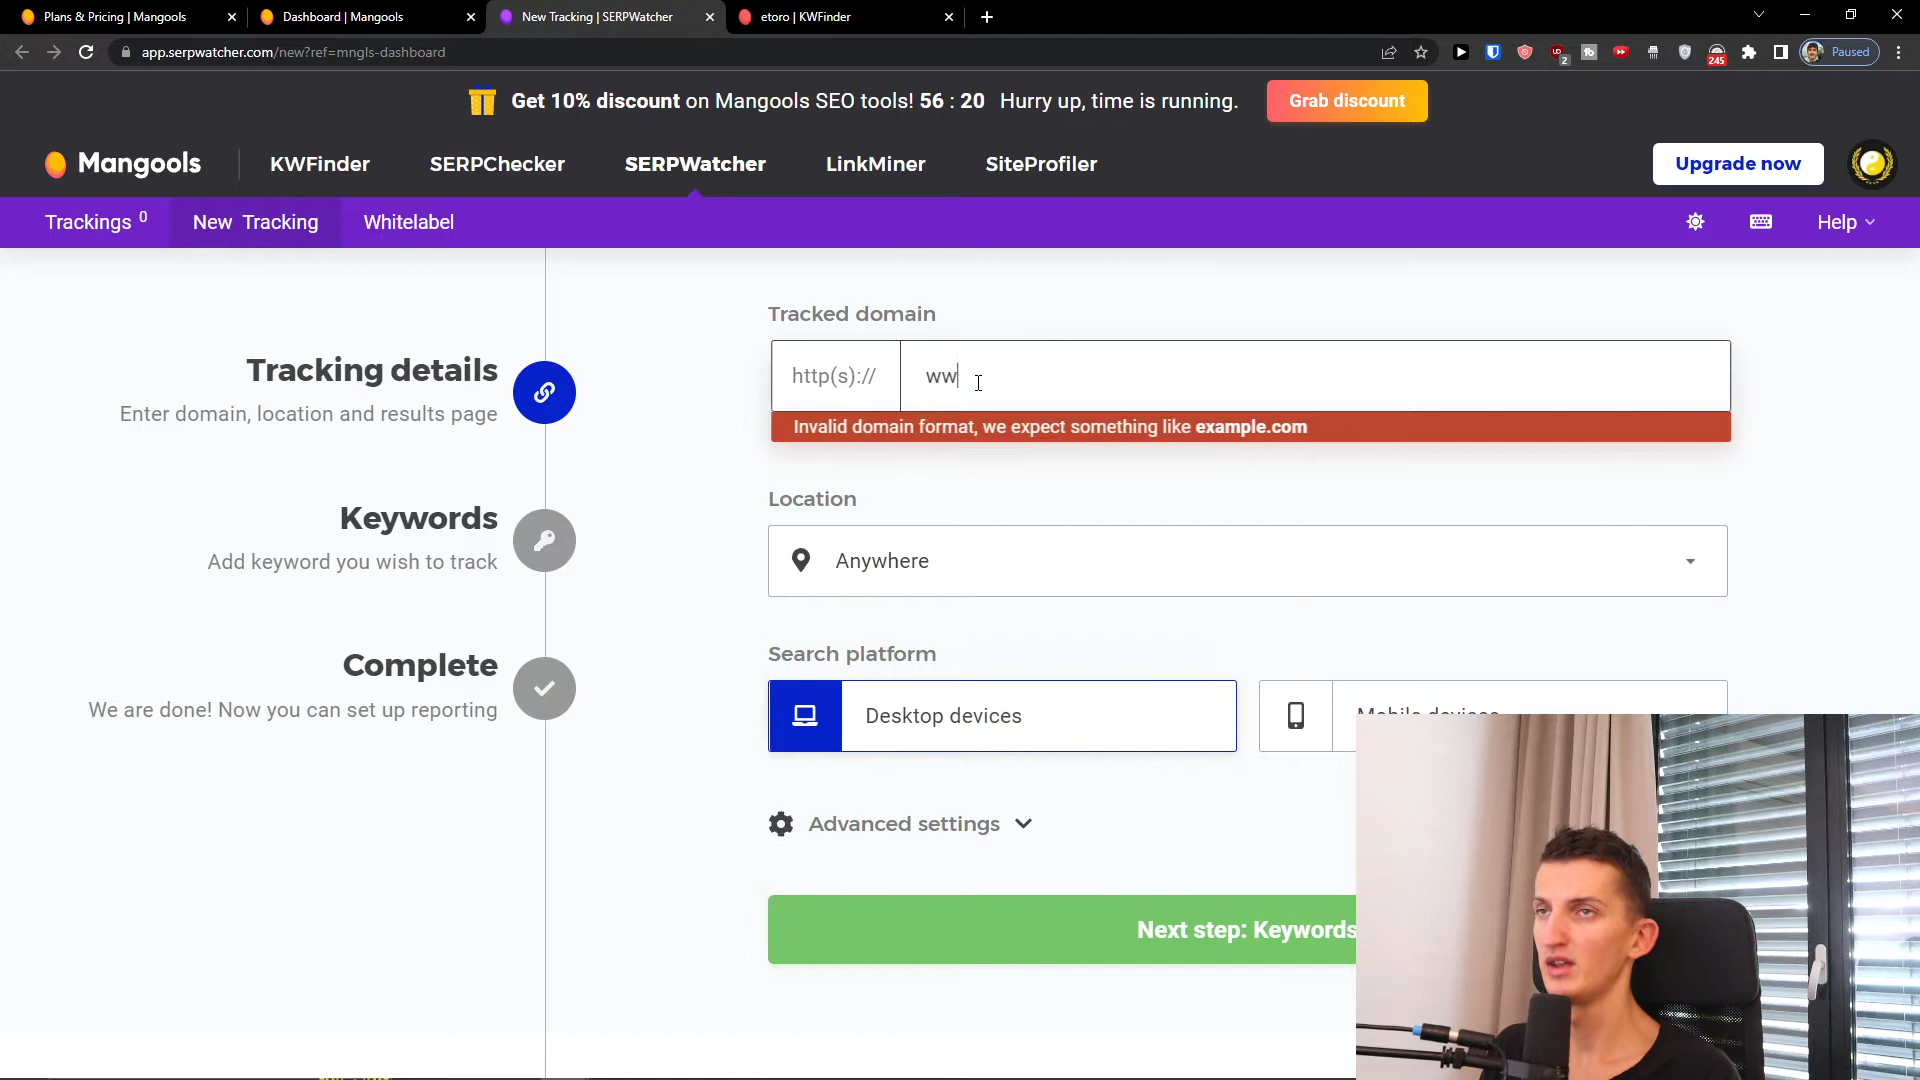 Plans & Pricing | Mangools
Dashboard | Mangools
New Tracking | SERPWatcher
etoro | KWFinder
app.serpwatcher.com/new?ref=mngls-dashboard
2
245
Paused
Get 10% discount on Mangools SEO tools! 56 : 20 Hurry up, time is running.
Grab discount
Mangools
KWFinder
SERPChecker
SERPWatcher
LinkMiner
SiteProfiler
Upgrade now
Trackings 0
New Tracking
Whitelabel
Help
Tracked domain
Tracking details
Enter domain, location and results page
http(s)://
ww
Invalid domain format, we expect something like example.com
Location
Anywhere
Keywords
Add keyword you wish to track
Search platform
Desktop devices
Mobile devices
Complete
We are done! Now you can set up reporting
Advanced settings
Next step: Keywords